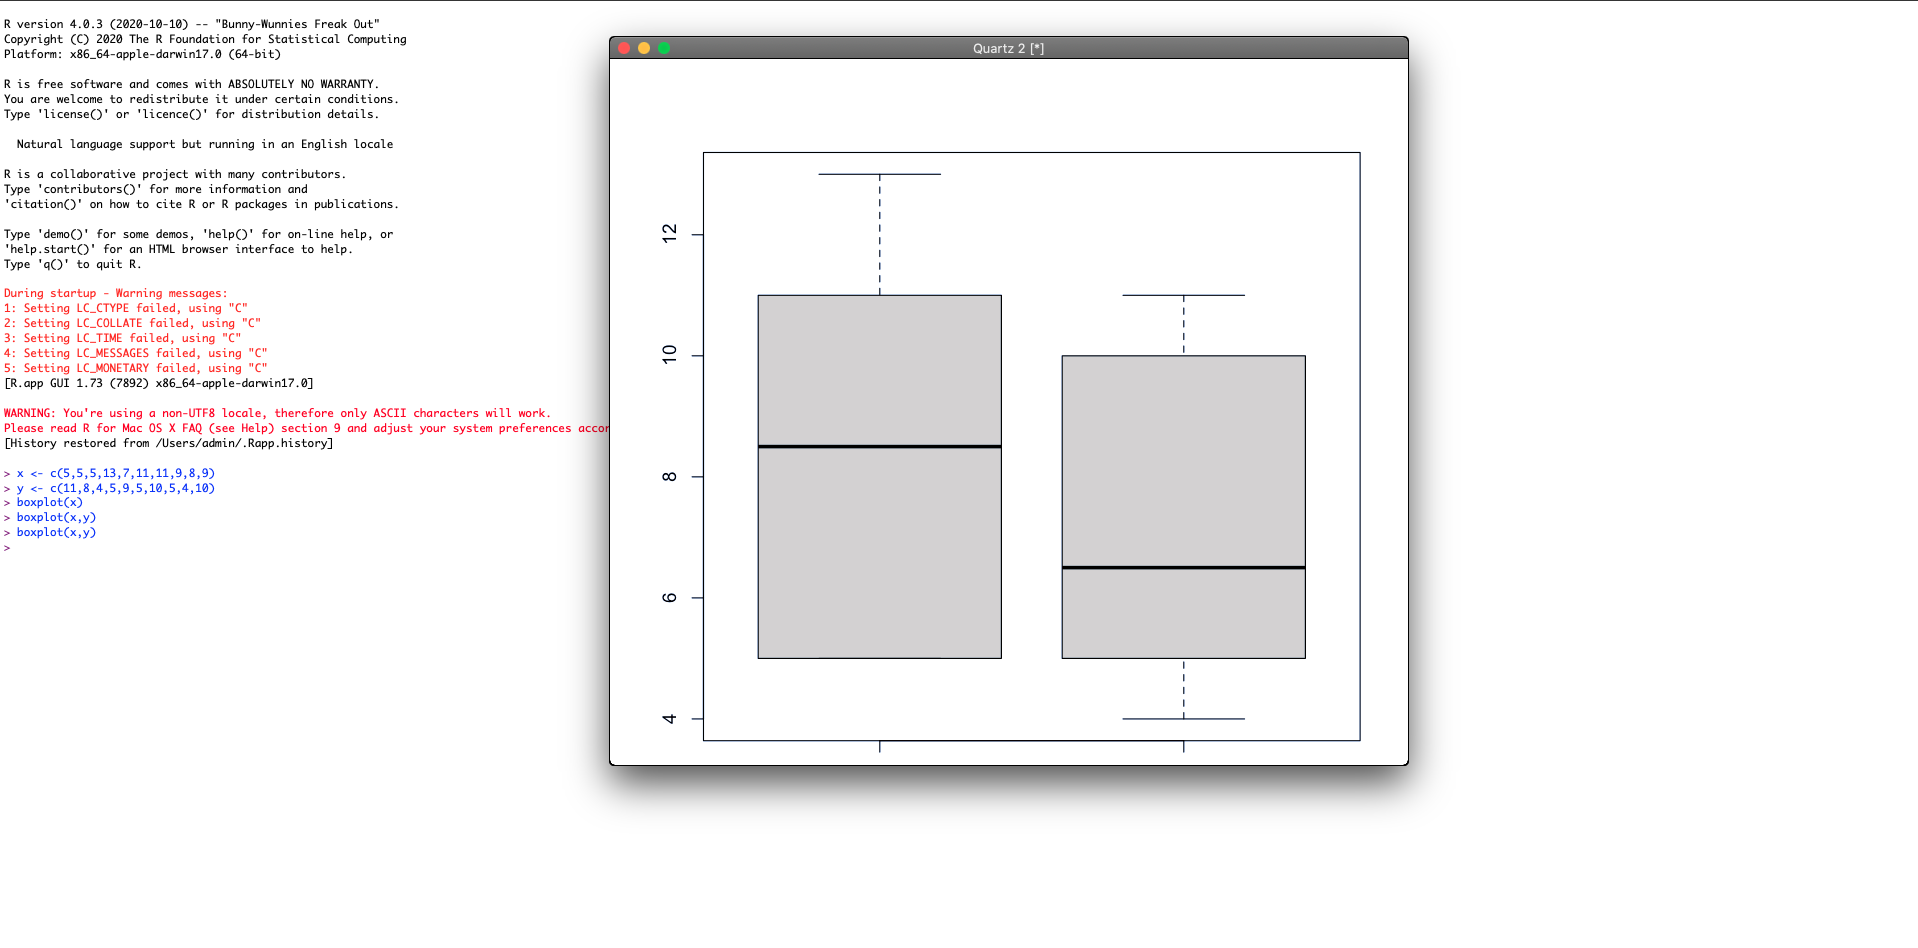 R version 4.0.3 (2020-10-10) -- "Bunny-Wunnies Freak Out"
Copyright (C) 2020 The R Foundation for Statistical Computing
Platform: x86_64-apple-darwin17.0 (64-bit)
R is free software and comes with ABSOLUTELY NO WARRANTY.
You are welcome to redistribute it under certain conditions.
Type 'license()' or 'licence()' for distribution details.
Natural language support but running in an English locale
R is a collaborative project with many contributors.
Type 'contributors()' for more information and
'citation()' on how to cite R or R packages in publications.
Type 'demo()' for some demos, 'help()' for on-line help, or
'help.start()' for an HTML browser interface to help.
Type 'q()' to quit R.
During startup - Warning messages:
1: Setting LC_CTYPE failed, using "C"
2: Setting LC_COLLATE failed, using "C"
3: Setting LC_TIME failed, using "C"
4: Setting LC_MESSAGES failed, using "C"
5: Setting LC_MONETARY failed, using "C"
[R.app GUI 1.73 (7892) x86_64-apple-darwin17.0]
WARNING: You're using a non-UTF8 locale, therefore only ASCII characters will work.
Please read R for Mac OS X FAQ (see Help) section 9 and adjust your system preferences accor
[History restored from /Users/admin/.Rapp.history]
> x <- c(5,5,5,13,7,11,11,9,8,9)
> y <- c(11,8,4,5,9,5,10,5,4,10)
> boxplot(x)
> boxplot(x,y)
> boxplot(x,y)
>
Quartz 2 [*]
12
10
8
6
4